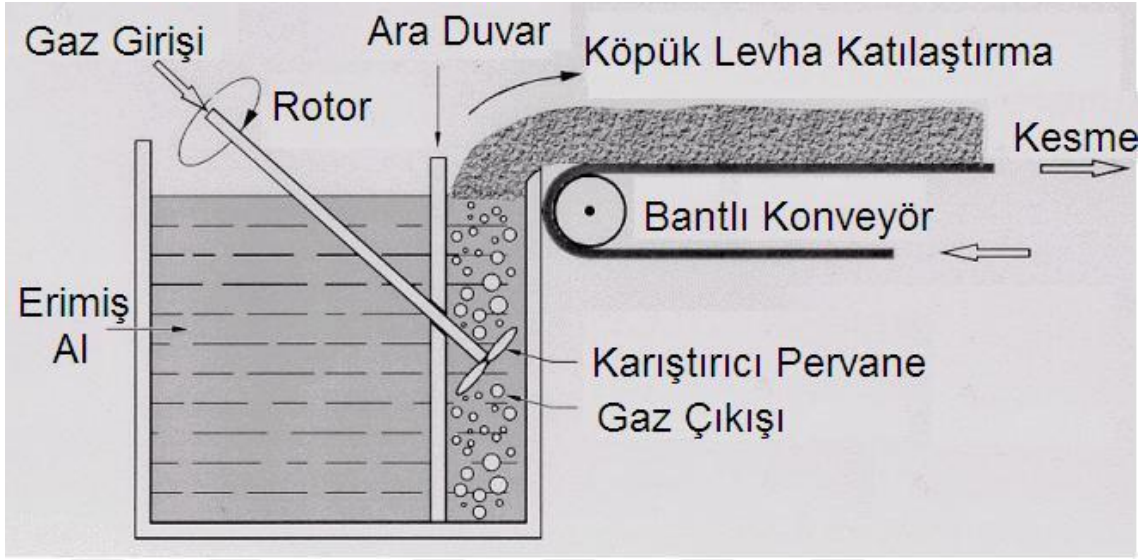 Gaz Girişi
Ara Duvar
Köpük Levha Katılaştırma
Rotor
Kesme
Bantlı Konveyör
Erimiş
Al
Karıştırıcı Pervane
Gaz Çıkışı